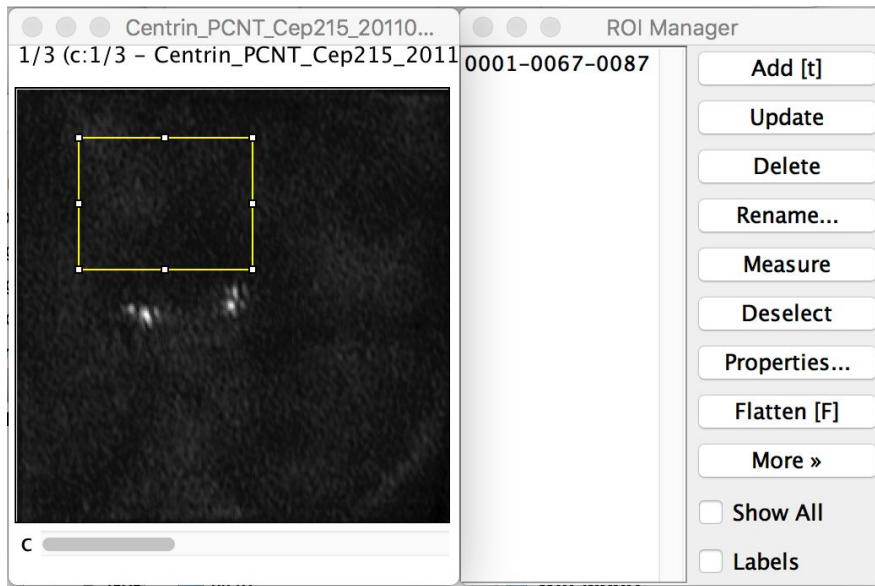 Centrin_PCNT_Cep215_20110...
1/3 (c:1/3 – Centrin_PCNT_Cep215_2011
c
ROI Manager
0001-0067-0087
Add [t]
Update
Delete
Rename...
Measure
Deselect
Properties...
Flatten [F]
More »
Show All
Labels